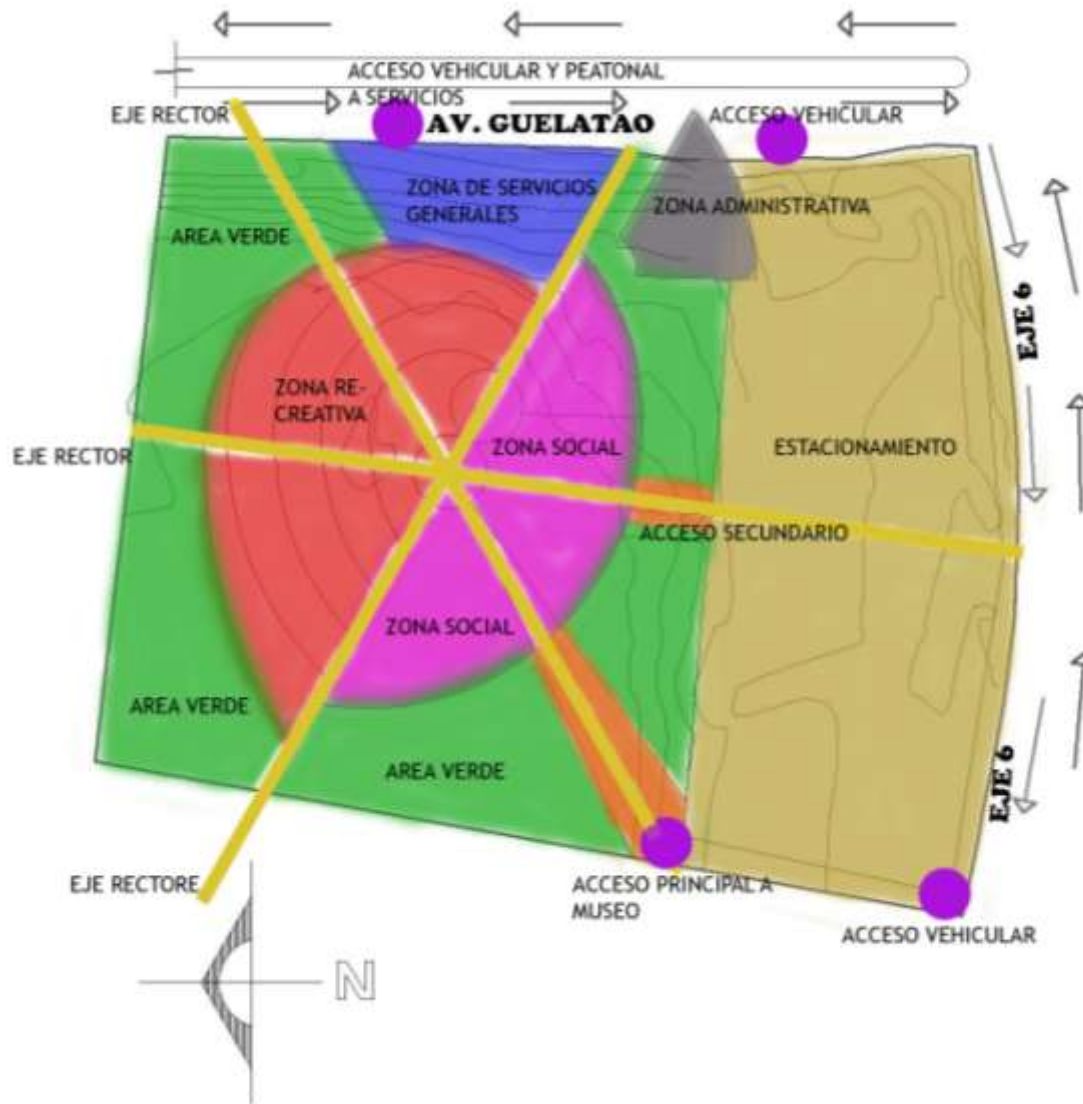 ACCESO VEHICULAR Y PEATONAL
A SERVICIOS
EJE RECTOR
AV. GUELATAO
ACCESO VEHICULAR
ZONA DE SERVICIOS
GENERALES
ZONA ADMINISTRATIVA
AREA VERDE
EJE 6
ZONA RE-
CREATIVA
ZONA SOCIAL
ESTACIONAMIENTO
EJE RECTOR
ACCESO SECUNDARIO
ZONA SOCIAL
AREA VERDE
AREA VERDE
EJE 6
EJE RECTORE
ACCESO PRINCIPAL A
MUSEO
ACCESO VEHICULAR
N